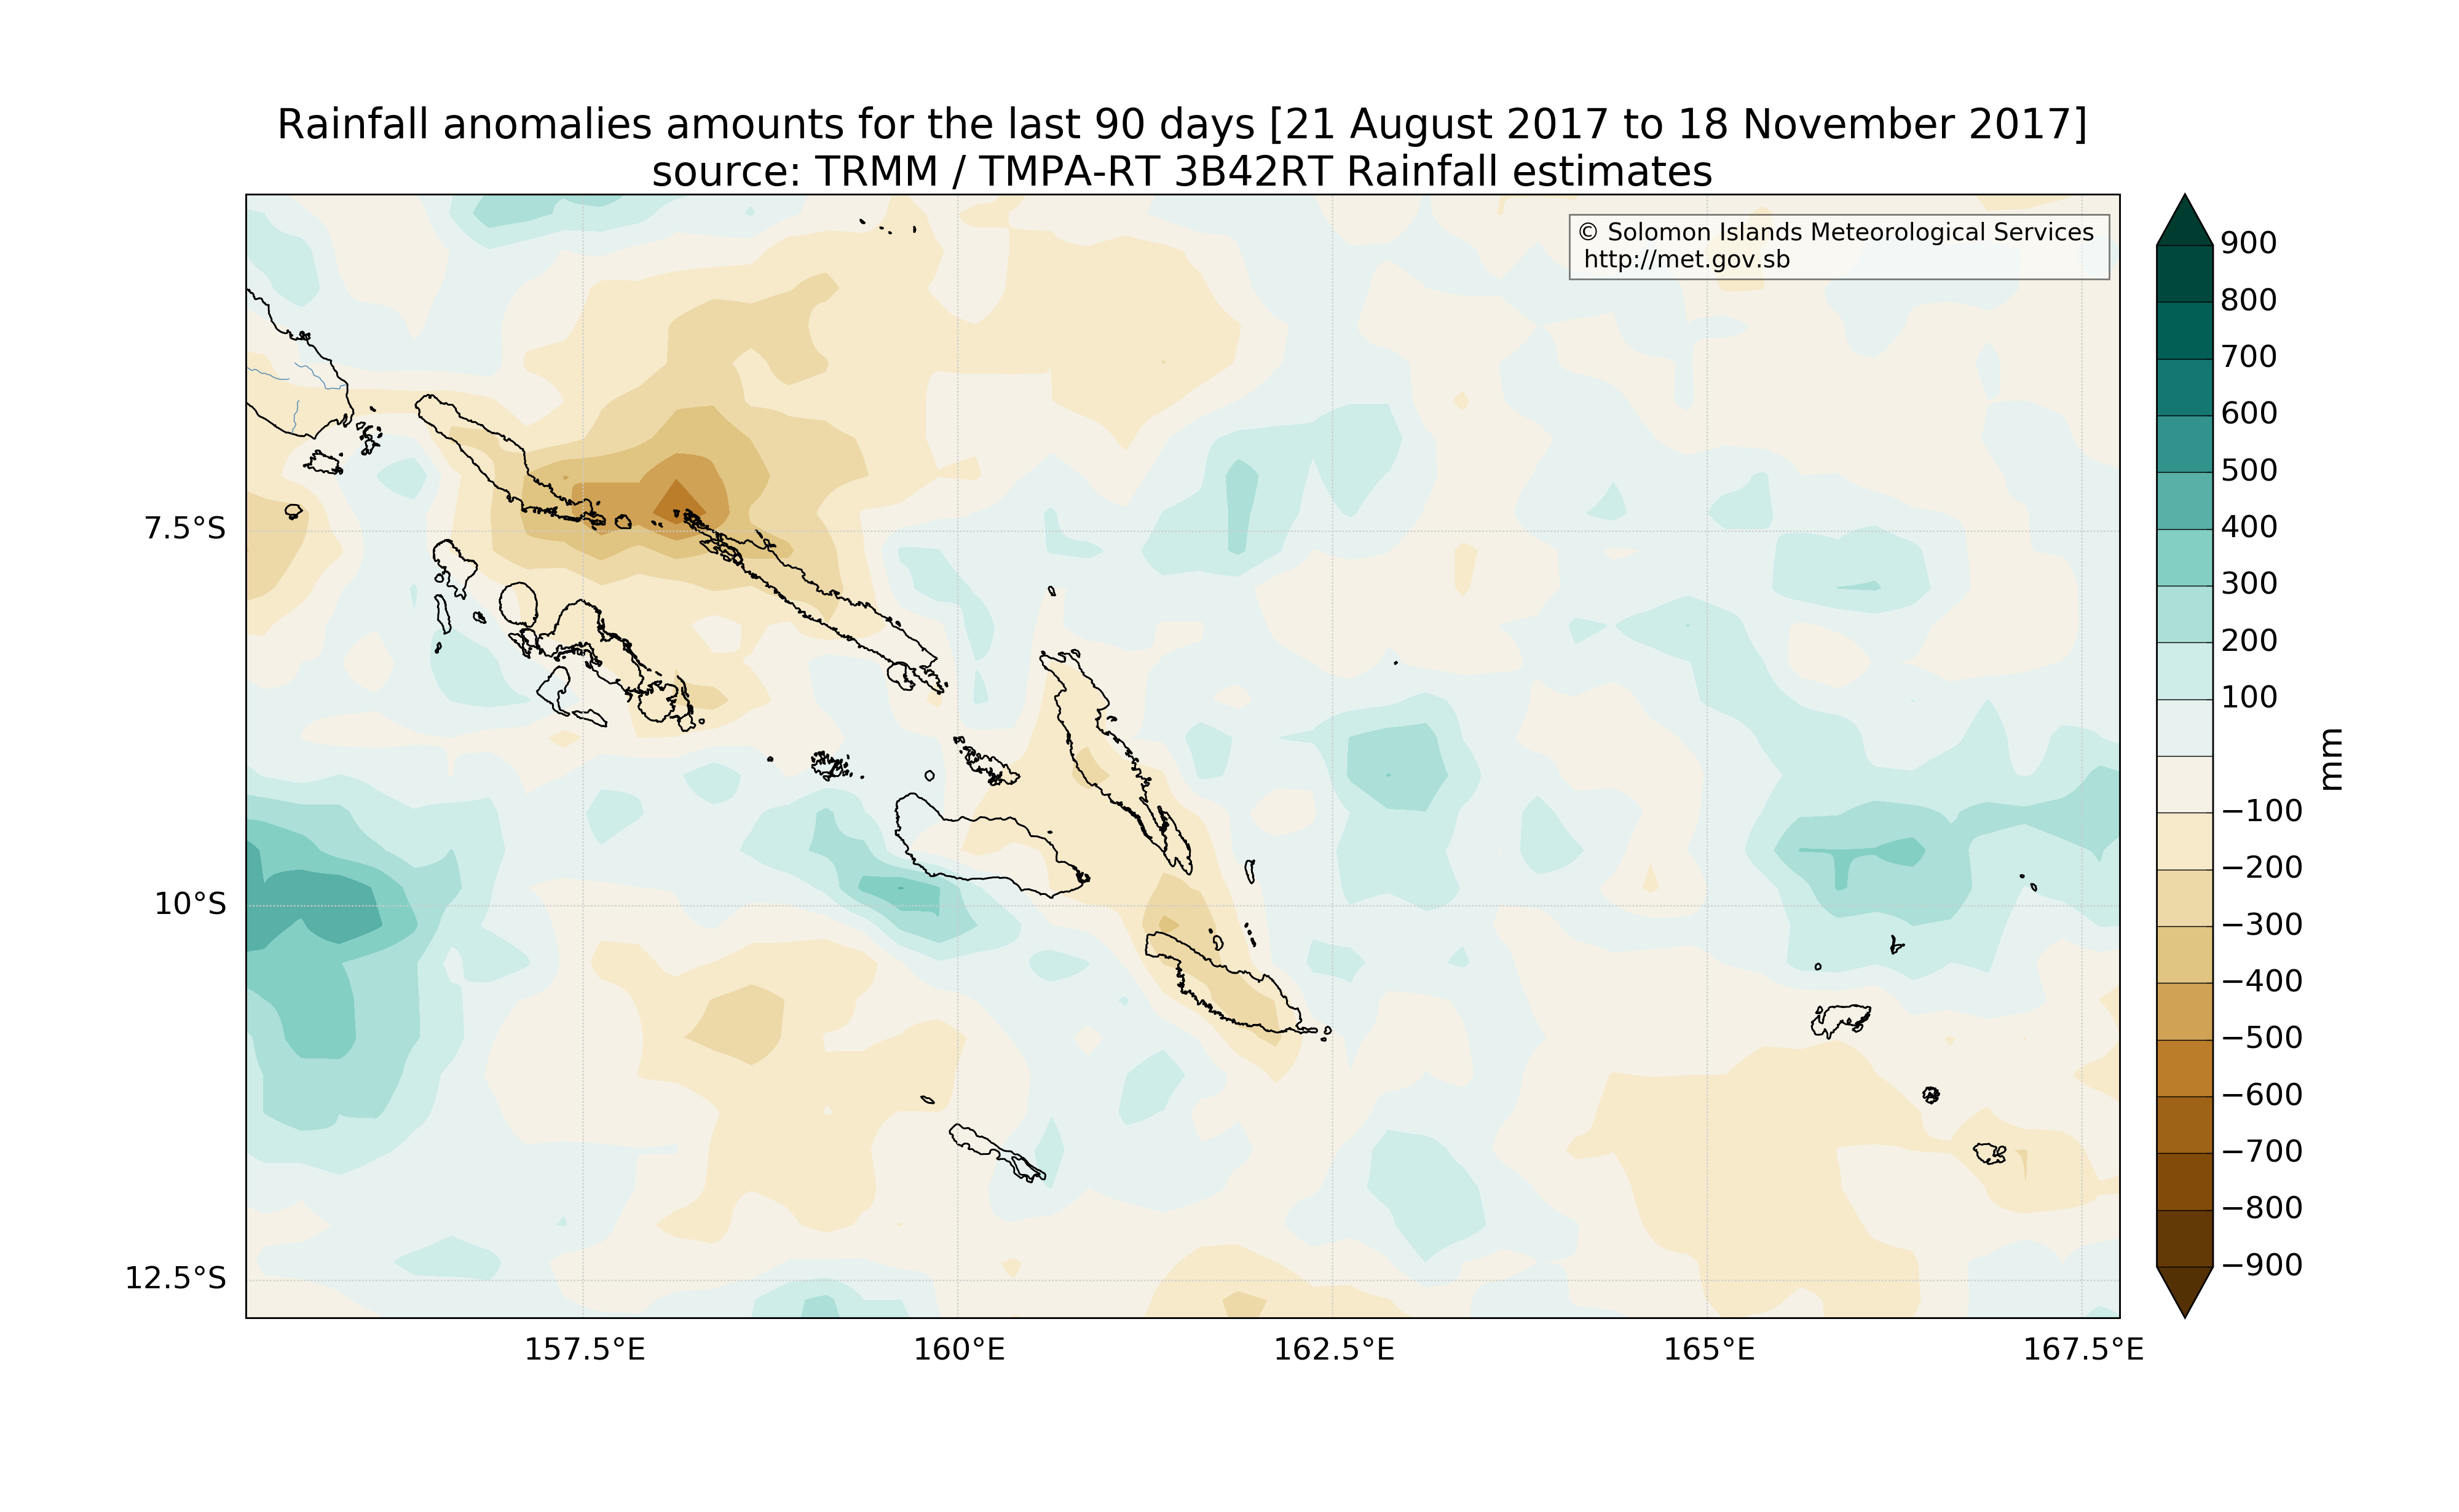 Rainfall anomalies amounts for the last 90 days [21 August 2017 to 18 November 2017]
source: TRMM / TMPA-RT 3B42RT Rainfall estimates
© Solomon Islands Meteorological Services
http://met.gov.sb
7.5°S
10°S
12.5°S
157.5°E
160°E
162.5°E
165°E
167.5°E
900
800
700
600
500
400
300
200
100
−100
−200
−300
−400
−500
−600
−700
−800
−900
mm